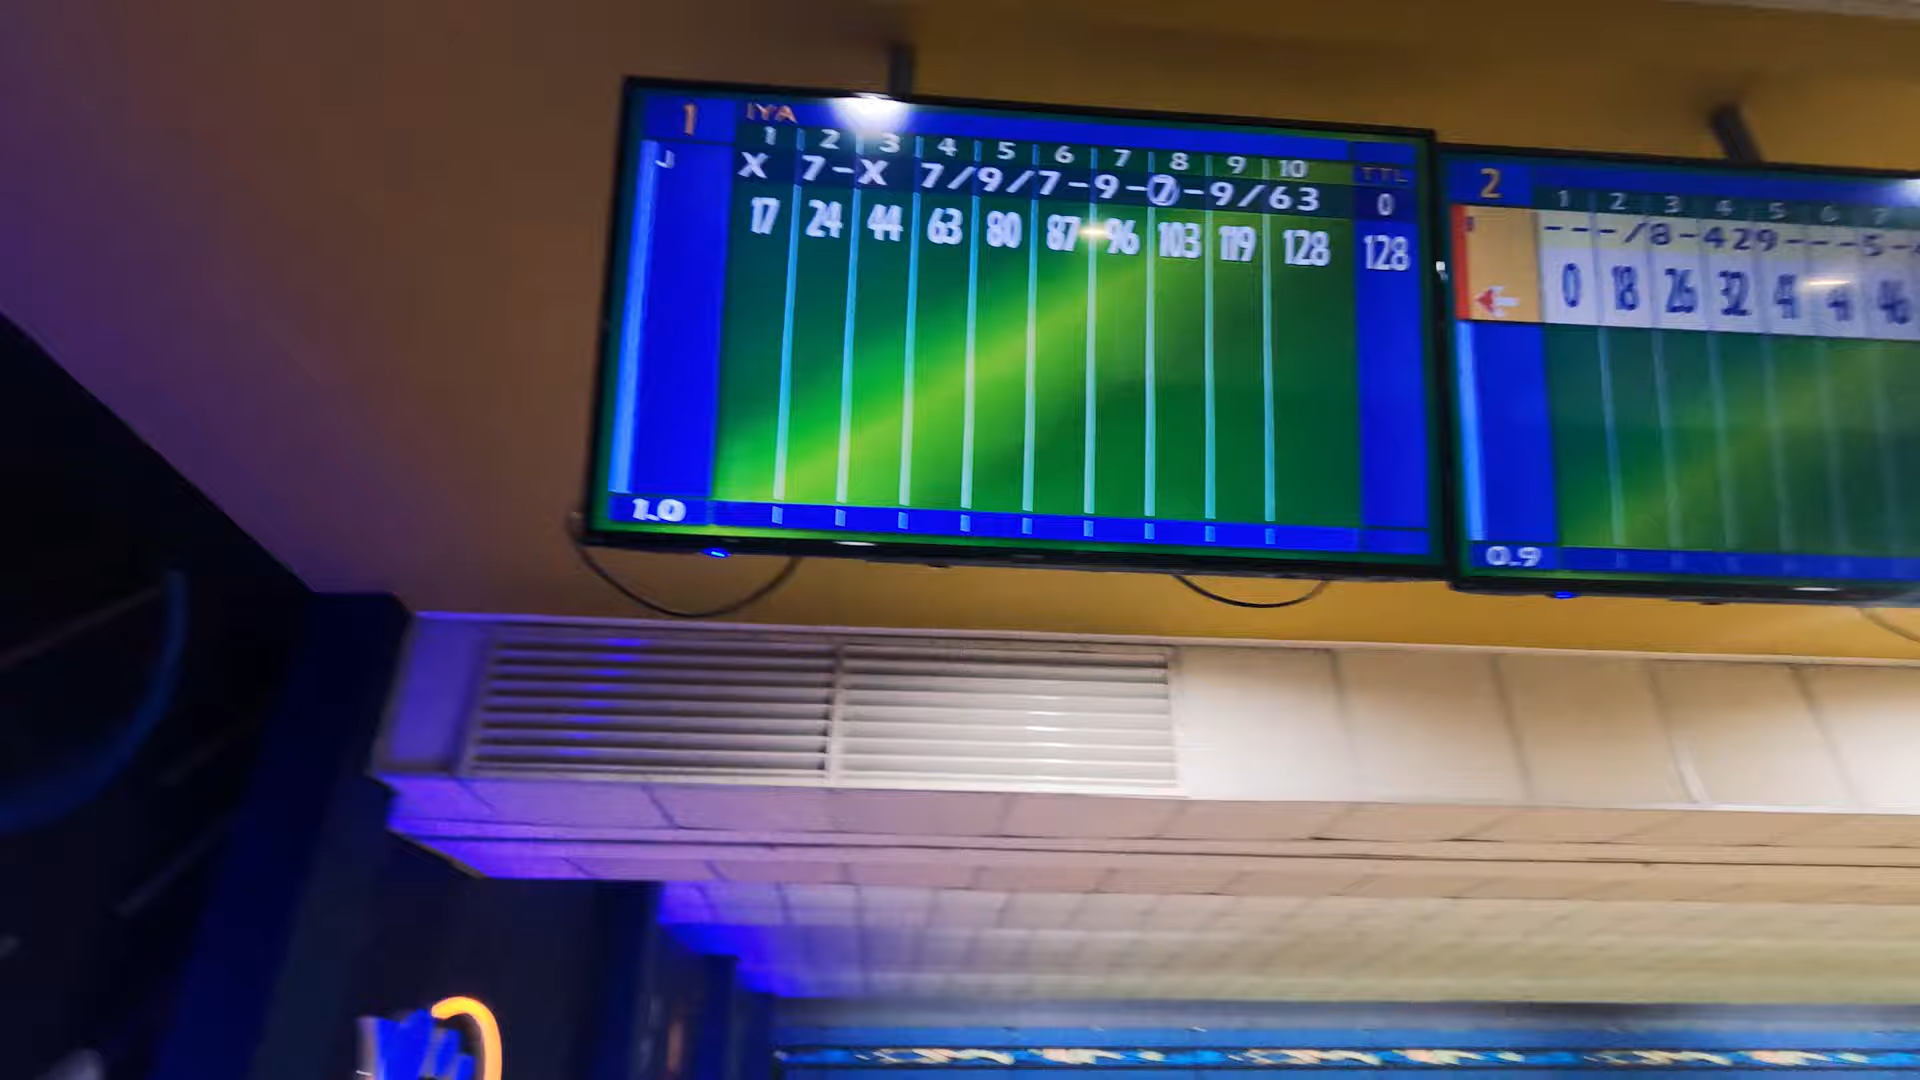 1 IYA
1 2 3 4 5 6 7 8 9 10 TTL
J X 7-X 7/9/7-9-7-9/63 0
17 24 44 63 80 87 96 103 119 128 128
1.0
2
1 2 3 4 5 6 7
---/8-429---5-
0 18 26 32 41 41 46
0.9